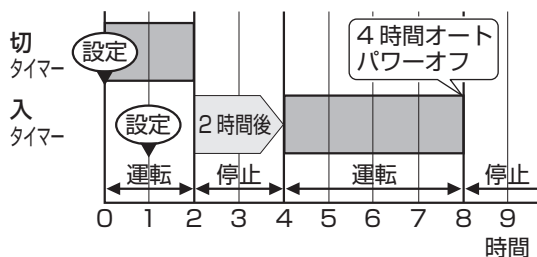 切
タイマー
設定
4時間オート
パワーオフ
入
タイマー
設定
2時間後
運転 停止 運転 停止
0 1 2 3 4 5 6 7 8 9
時間